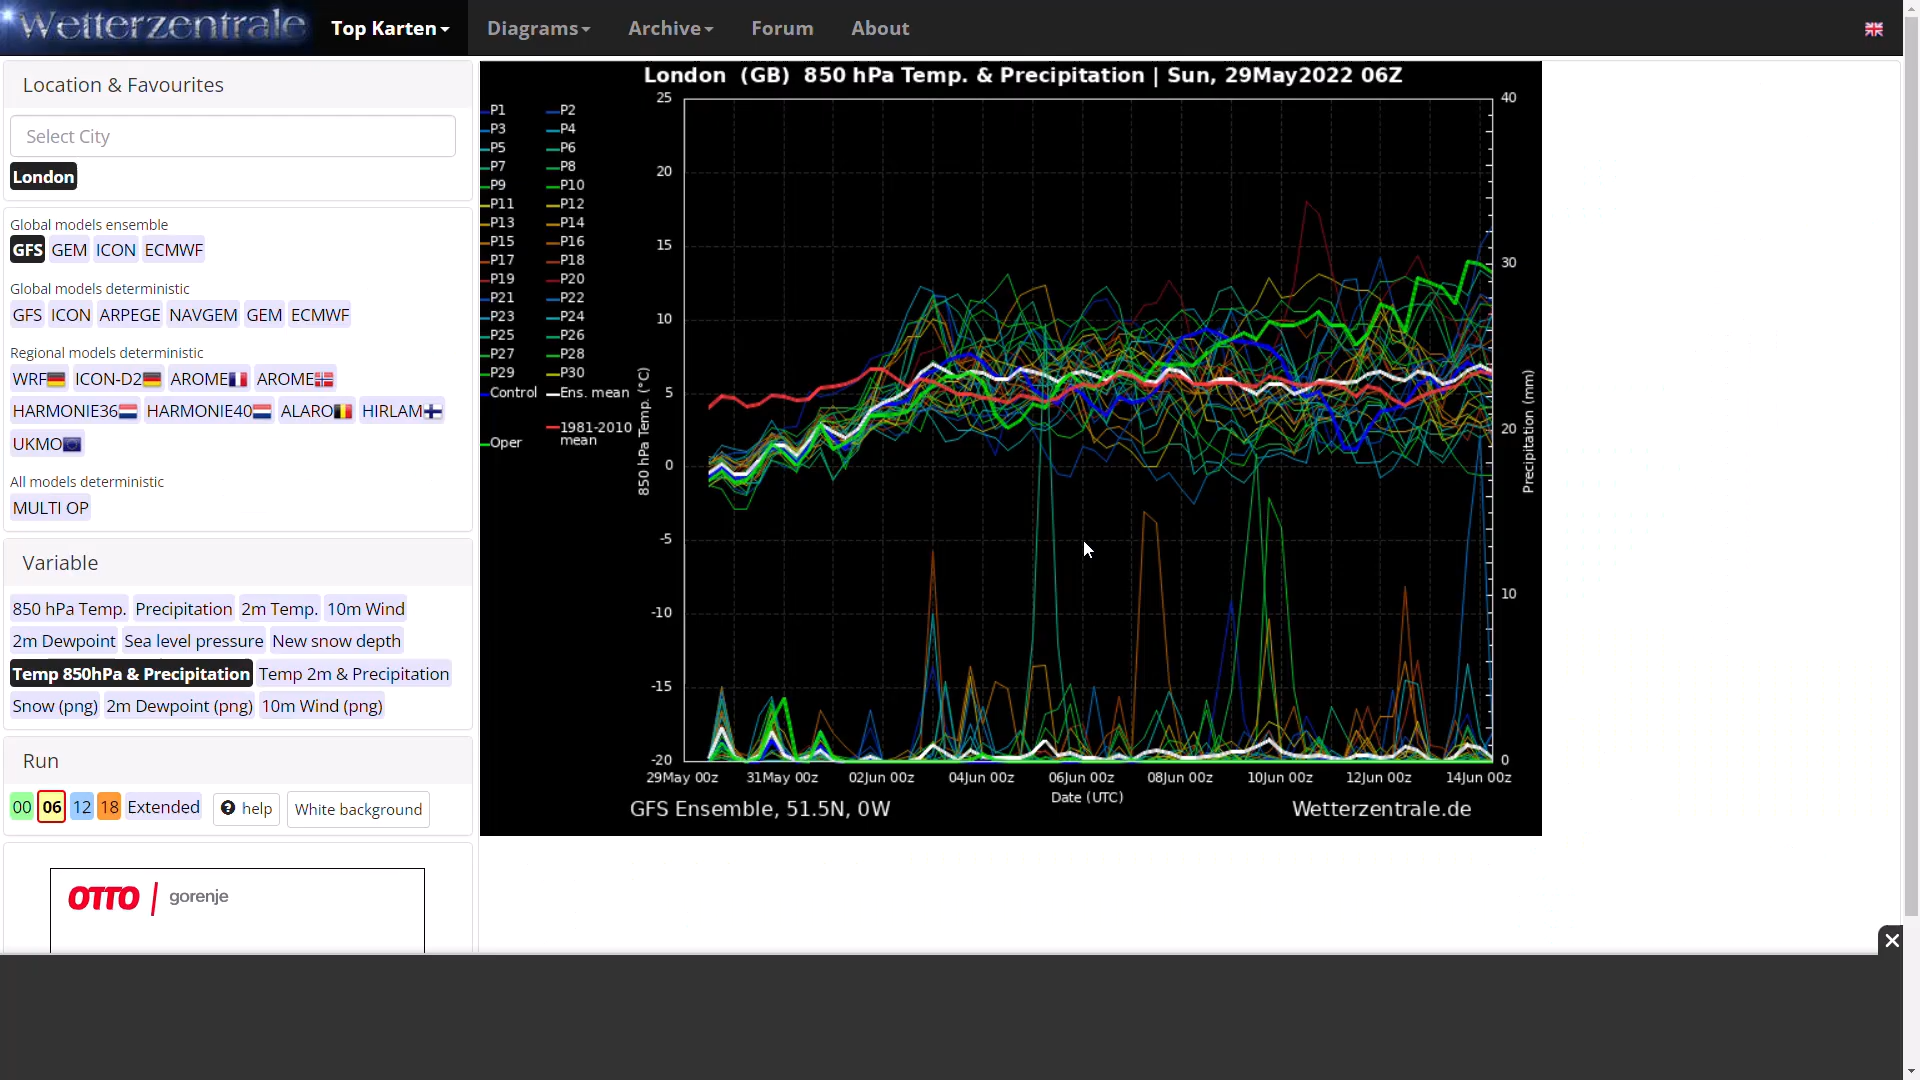 Wetterzentrale
Top Karten
Diagrams
Archive
Forum
About
Location & Favourites
Select City
London
Global models ensemble
GFS GEM ICON ECMWF
Global models deterministic
GFS ICON ARPEGE NAVGEM GEM ECMWF
Regional models deterministic
WRF ICON-D2 AROME AROME
HARMONIE36 HARMONIE40 ALARO HIRLAM
UKMO
All models deterministic
MULTI OP
Variable
850 hPa Temp. Precipitation 2m Temp. 10m Wind
2m Dewpoint Sea level pressure New snow depth
Temp 850hPa & Precipitation Temp 2m & Precipitation
Snow (png) 2m Dewpoint (png) 10m Wind (png)
Run
00 06 12 18 Extended help White background
OTTO | gorenje
London (GB) 850 hPa Temp. & Precipitation | Sun, 29May2022 06Z
P1 P2
P3 P4
P5 P6
P7 P8
P9 P10
P11 P12
P13 P14
P15 P16
P17 P18
P19 P20
P21 P22
P23 P24
P25 P26
P27 P28
P29 P30
Control Ens. mean
Oper 1981-2010
mean
850 hPa Temp. (°C)
25
20
15
10
5
0
-5
-10
-15
-20
40
30
20
10
0
Precipitation (mm)
29May 00z 31May 00z 02Jun 00z 04Jun 00z 06Jun 00z 08Jun 00z 10Jun 00z 12Jun 00z 14Jun 00z
Date (UTC)
GFS Ensemble, 51.5N, 0W
Wetterzentrale.de